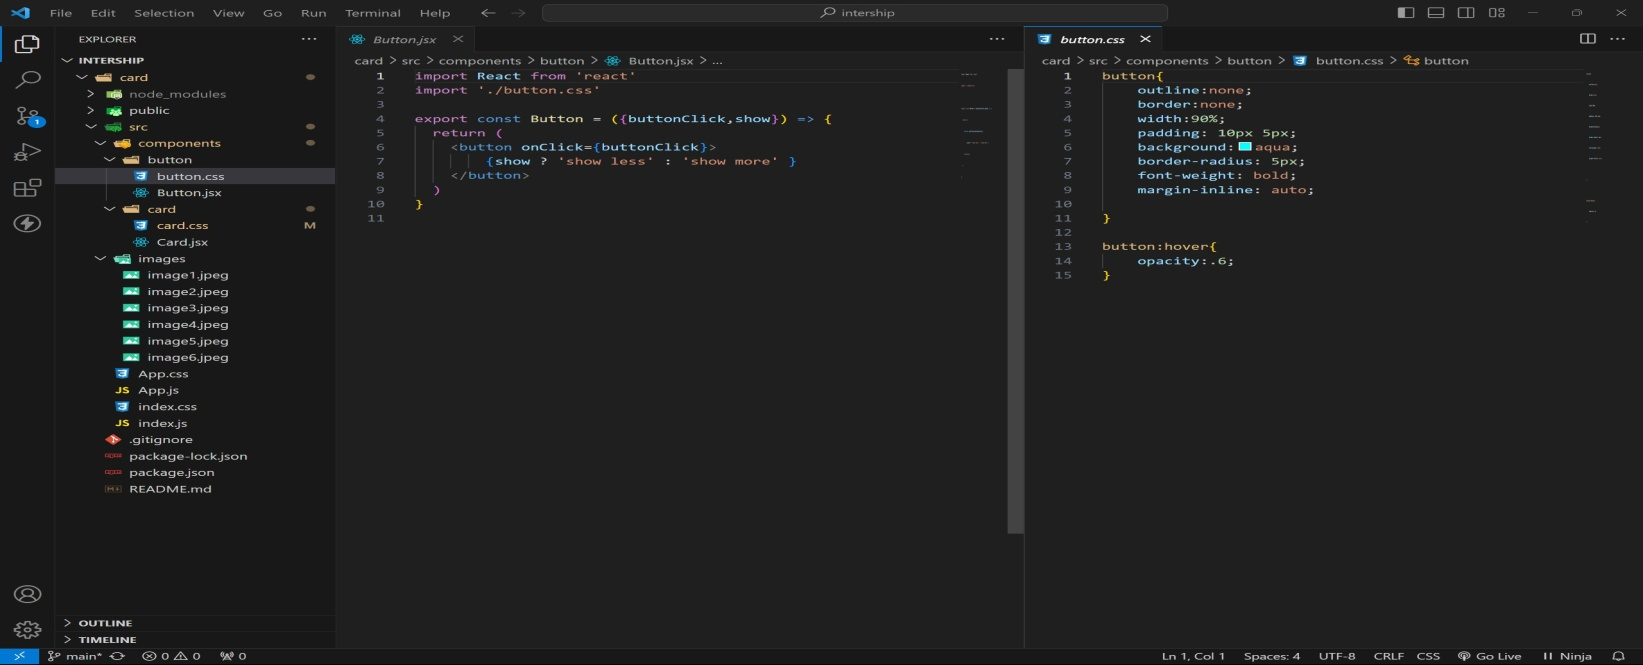 File Edit Selection View Go Run Terminal Help
intership
EXPLORER
INTERSHIP
card
node_modules
public
src
components
button
button.css
Button.jsx
card
card.css M
Card.jsx
images
image1.jpeg
image2.jpeg
image3.jpeg
image4.jpeg
image5.jpeg
image6.jpeg
App.css
JS App.js
index.css
JS index.js
.gitignore
package-lock.json
package.json
README.md
OUTLINE
TIMELINE
1
Button.jsx
card > src > components > button > Button.jsx > ...
1 import React from 'react'
2 import './button.css'
3
4 export const Button = ({buttonClick,show}) => {
5 return (
6 <button onClick={buttonClick}>
7 {show ? 'show less' : 'show more' }
8 </button>
9 )
10 }
11
button.css
card > src > components > button > button.css > button
1 button{
2 outline:none;
3 border:none;
4 width:90%;
5 padding: 10px 5px;
6 background: aqua;
7 border-radius: 5px;
8 font-weight: bold;
9 margin-inline: auto;
10
11 }
12
13 button:hover{
14 opacity:.6;
15 }
main* 0 0 0
Ln 1, Col 1 Spaces: 4 UTF-8 CRLF CSS Go Live Ninja